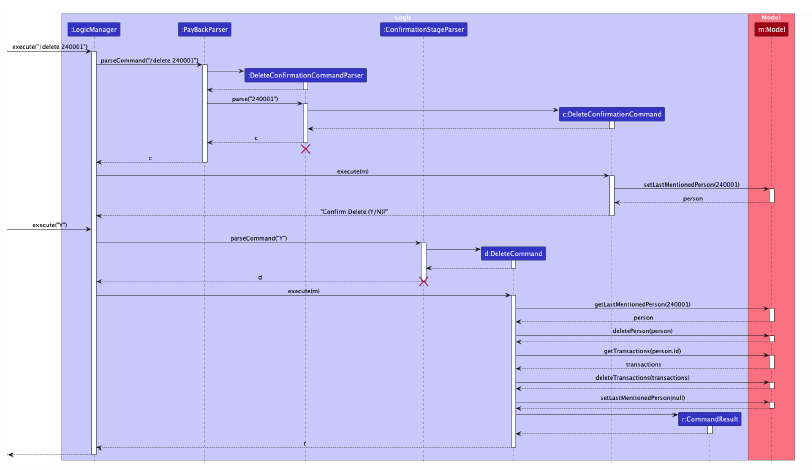 Logic
Model
:LogicManager
:PayBackParser
:ConfirmationStageParser
m:Model
execute("/delete 240001")
parseCommand("/delete 240001")
:DeleteConfirmationCommandParser
parse("240001")
c:DeleteConfirmationCommand
c
c
execute(m)
setLastMentionedPerson(240001)
person
"Confirm Delete (Y/N)?"
execute("Y")
parseCommand("Y")
d:DeleteCommand
d
execute(m)
getLastMentionedPerson(240001)
person
deletePerson(person)
getTransactions(person.id)
transactions
deleteTransactions(transactions)
setLastMentionedPerson(null)
r:CommandResult
r